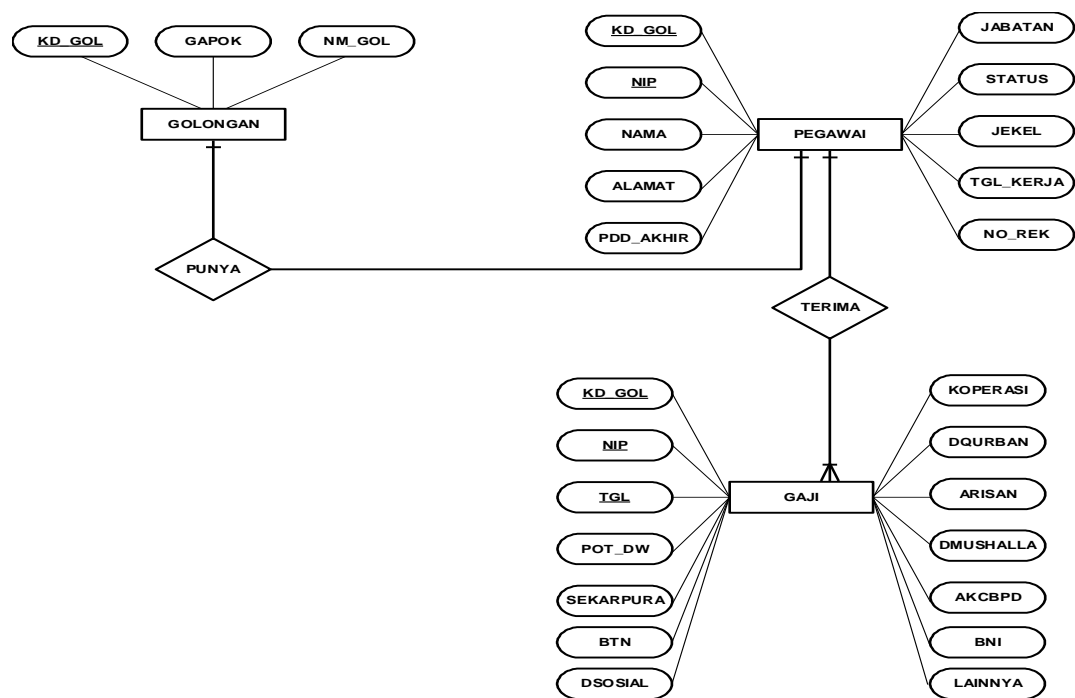 KD_GOL
GAPOK
NM_GOL
GOLONGAN
PUNYA
KD_GOL
NIP
NAMA
ALAMAT
PDD_AKHIR
PEGAWAI
JABATAN
STATUS
JEKEL
TGL_KERJA
NO_REK
TERIMA
KD_GOL
NIP
TGL
POT_DW
SEKARPURA
BTN
DSOSIAL
GAJI
KOPERASI
DQURBAN
ARISAN
DMUSHALLA
AKCBPD
BNI
LAINNYA